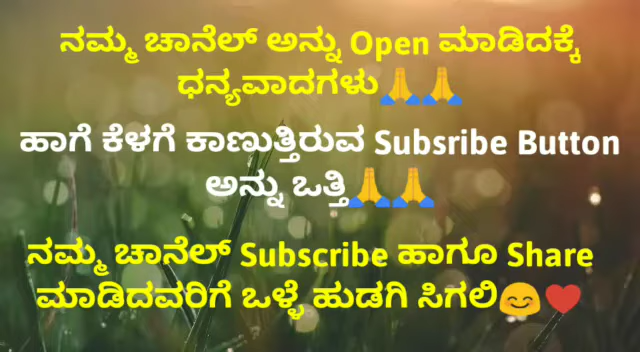 ನಮ್ಮ ಚಾನೆಲ್ ಅನ್ನು Open ಮಾಡಿದಕ್ಕೆ
ಧನ್ಯವಾದಗಳು🙏🙏
ಹಾಗೆ ಕೆಳಗೆ ಕಾಣುತ್ತಿರುವ Subsribe Button
ಅನ್ನು ಒತ್ತಿ🙏🙏
ನಮ್ಮ ಚಾನೆಲ್ Subscribe ಹಾಗೂ Share
ಮಾಡಿದವರಿಗೆ ಒಳ್ಳೆ ಹುಡಗಿ ಸಿಗಲಿ😊❤️